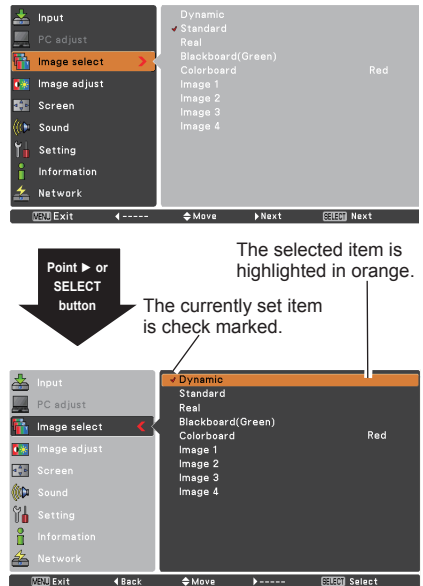 Input
PC adjust
Image select
Image adjust
Screen
Sound
Setting
Information
Network
Dynamic
✔ Standard
Real
Blackboard(Green)
Colorboard Red
Image 1
Image 2
Image 3
Image 4
MENU Exit ◀ ----- ◆ Move ▶ Next SELECT Next
Point ► or
SELECT
button
The selected item is
highlighted in orange.
The currently set item
is check marked.
Input
PC adjust
Image select
Image adjust
Screen
Sound
Setting
Information
Network
✔ Dynamic
Standard
Real
Blackboard(Green)
Colorboard Red
Image 1
Image 2
Image 3
Image 4
MENU Exit ◀ Back ◆ Move ▶ ----- SELECT Select